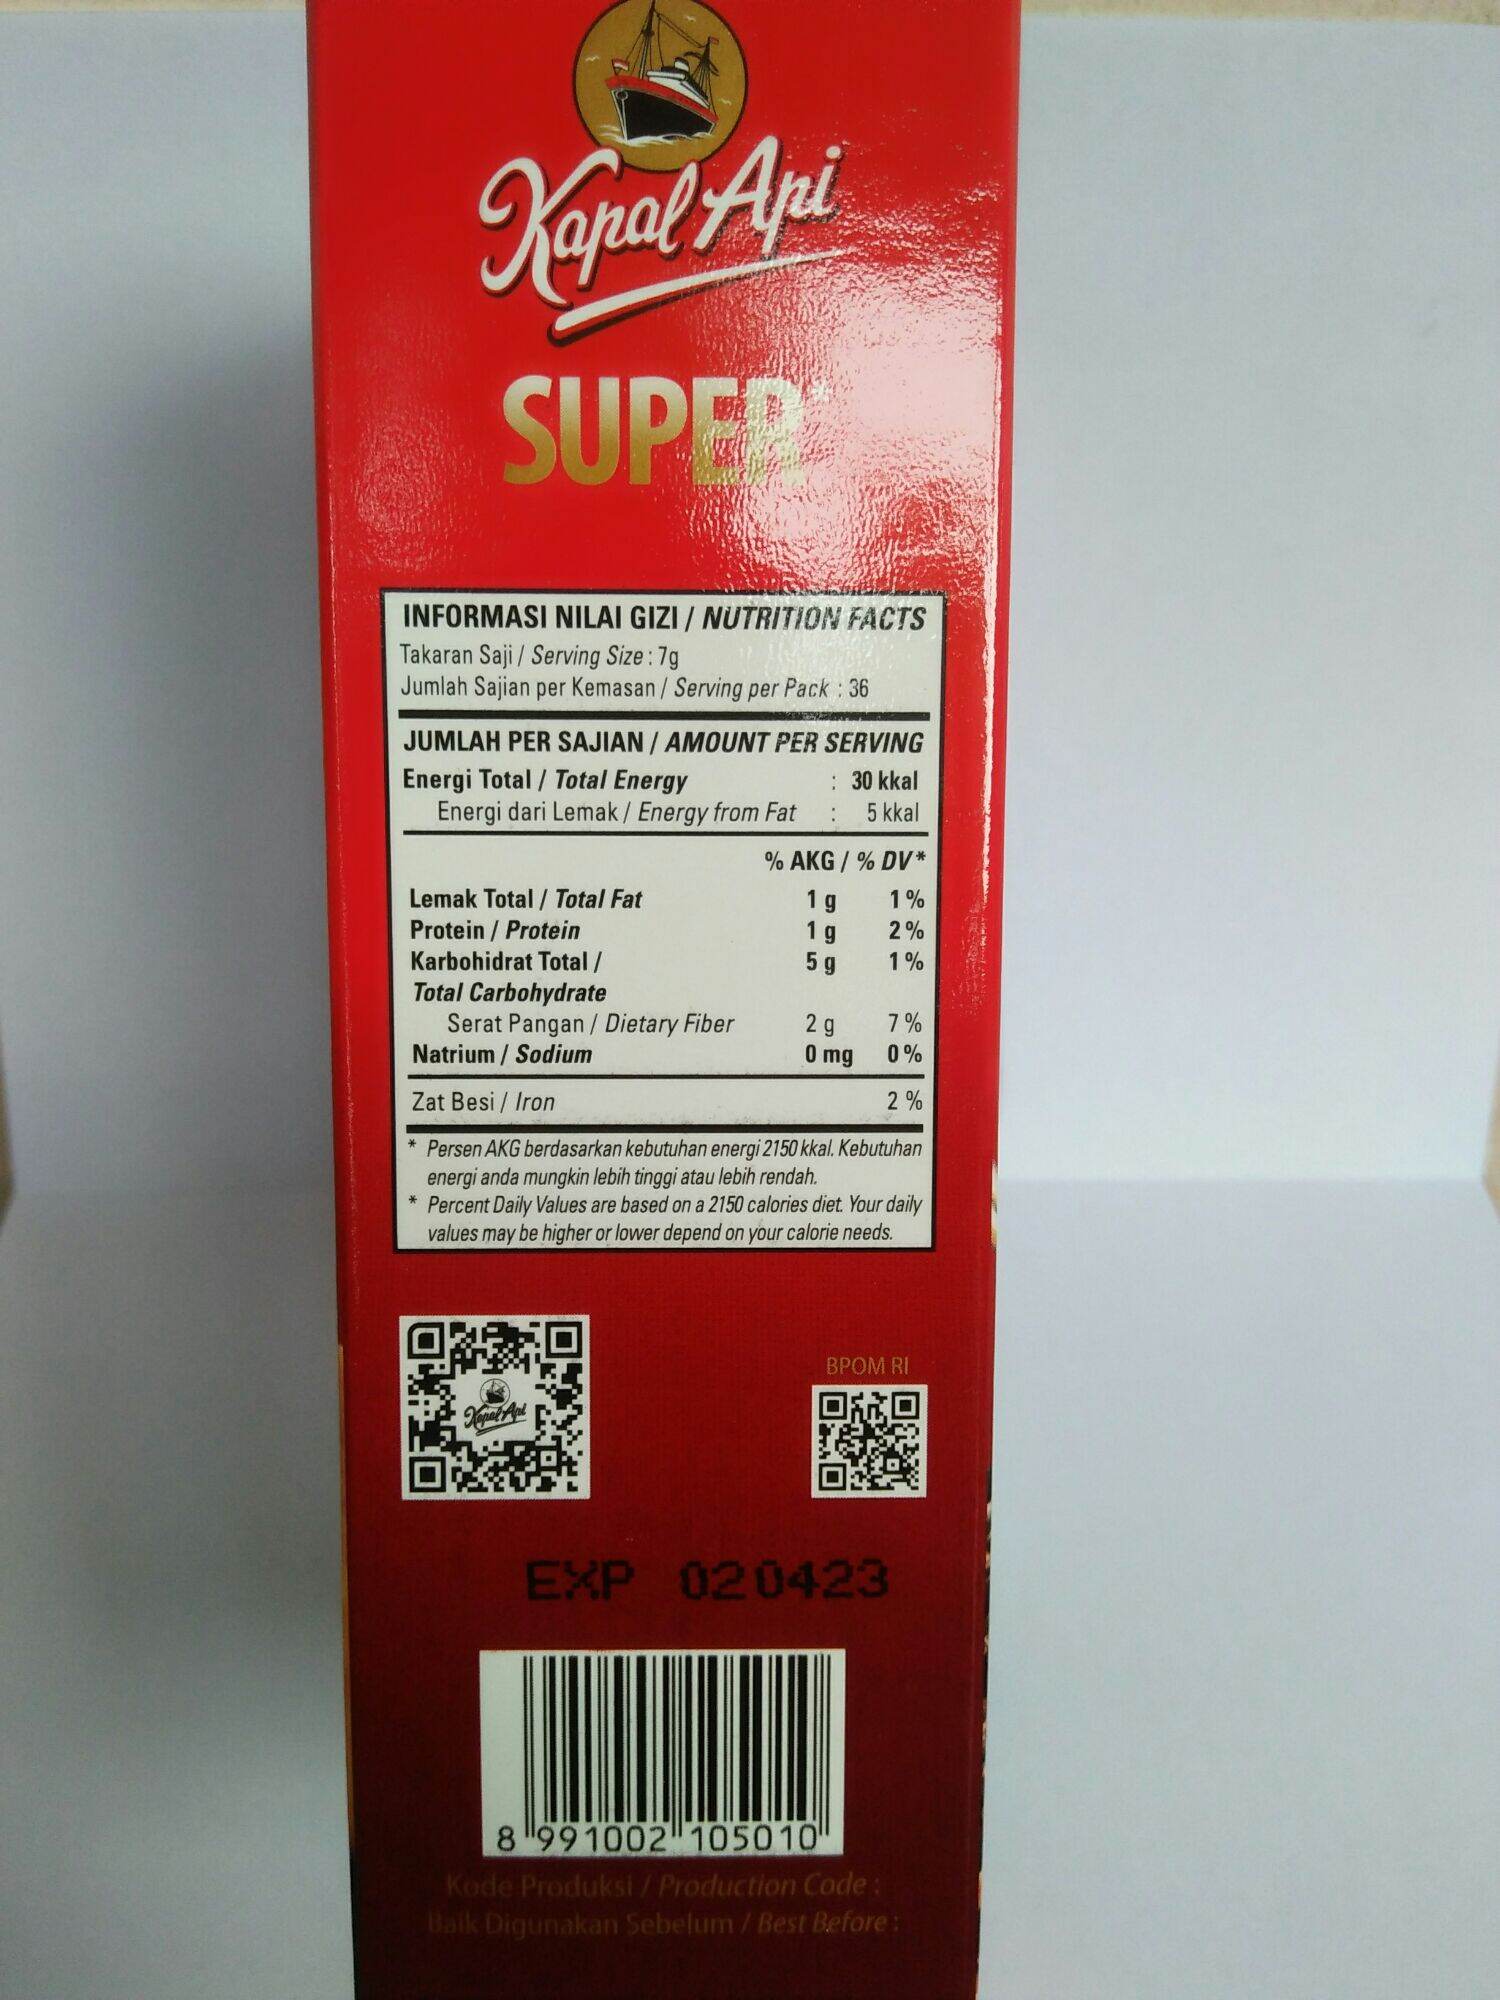 Kapal Api
SUPER*
INFORMASI NILAI GIZI / NUTRITION FACTS
Takaran Saji / Serving Size : 7g
Jumlah Sajian per Kemasan / Serving per Pack : 36
JUMLAH PER SAJIAN / AMOUNT PER SERVING
Energi Total / Total Energy : 30 kkal
Energi dari Lemak / Energy from Fat : 5 kkal
% AKG / % DV*
Lemak Total / Total Fat 1 g 1 %
Protein / Protein 1 g 2 %
Karbohidrat Total / 5 g 1 %
Total Carbohydrate
Serat Pangan / Dietary Fiber 2 g 7 %
Natrium / Sodium 0 mg 0 %
Zat Besi / Iron 2 %
* Persen AKG berdasarkan kebutuhan energi 2150 kkal. Kebutuhan
energi anda mungkin lebih tinggi atau lebih rendah.
* Percent Daily Values are based on a 2150 calories diet. Your daily
values may be higher or lower depend on your calorie needs.
Kapal Api
BPOM RI
EXP 020423
8 991002 105010
Kode Produksi / Production Code :
Baik Digunakan Sebelum / Best Before :